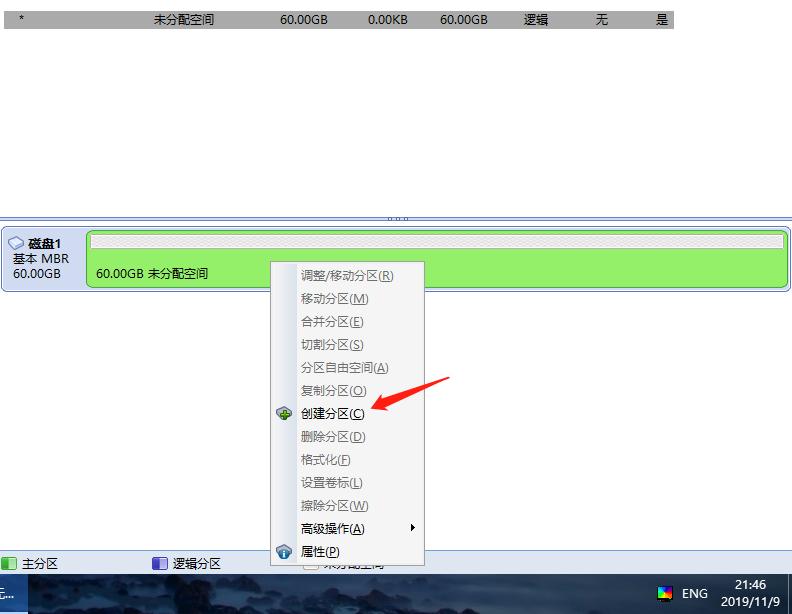 * 未分配空间 60.00GB 0.00KB 60.00GB 逻辑 无 是
磁盘1
基本 MBR
60.00GB
60.00GB 未分配空间
调整/移动分区(R)
移动分区(M)
合并分区(E)
切割分区(S)
分区自由空间(A)
复制分区(O)
创建分区(C)
删除分区(D)
格式化(F)
设置卷标(L)
擦除分区(W)
高级操作(A)
属性(P)
主分区 逻辑分区 未分配空间
ENG
21:46
2019/11/9